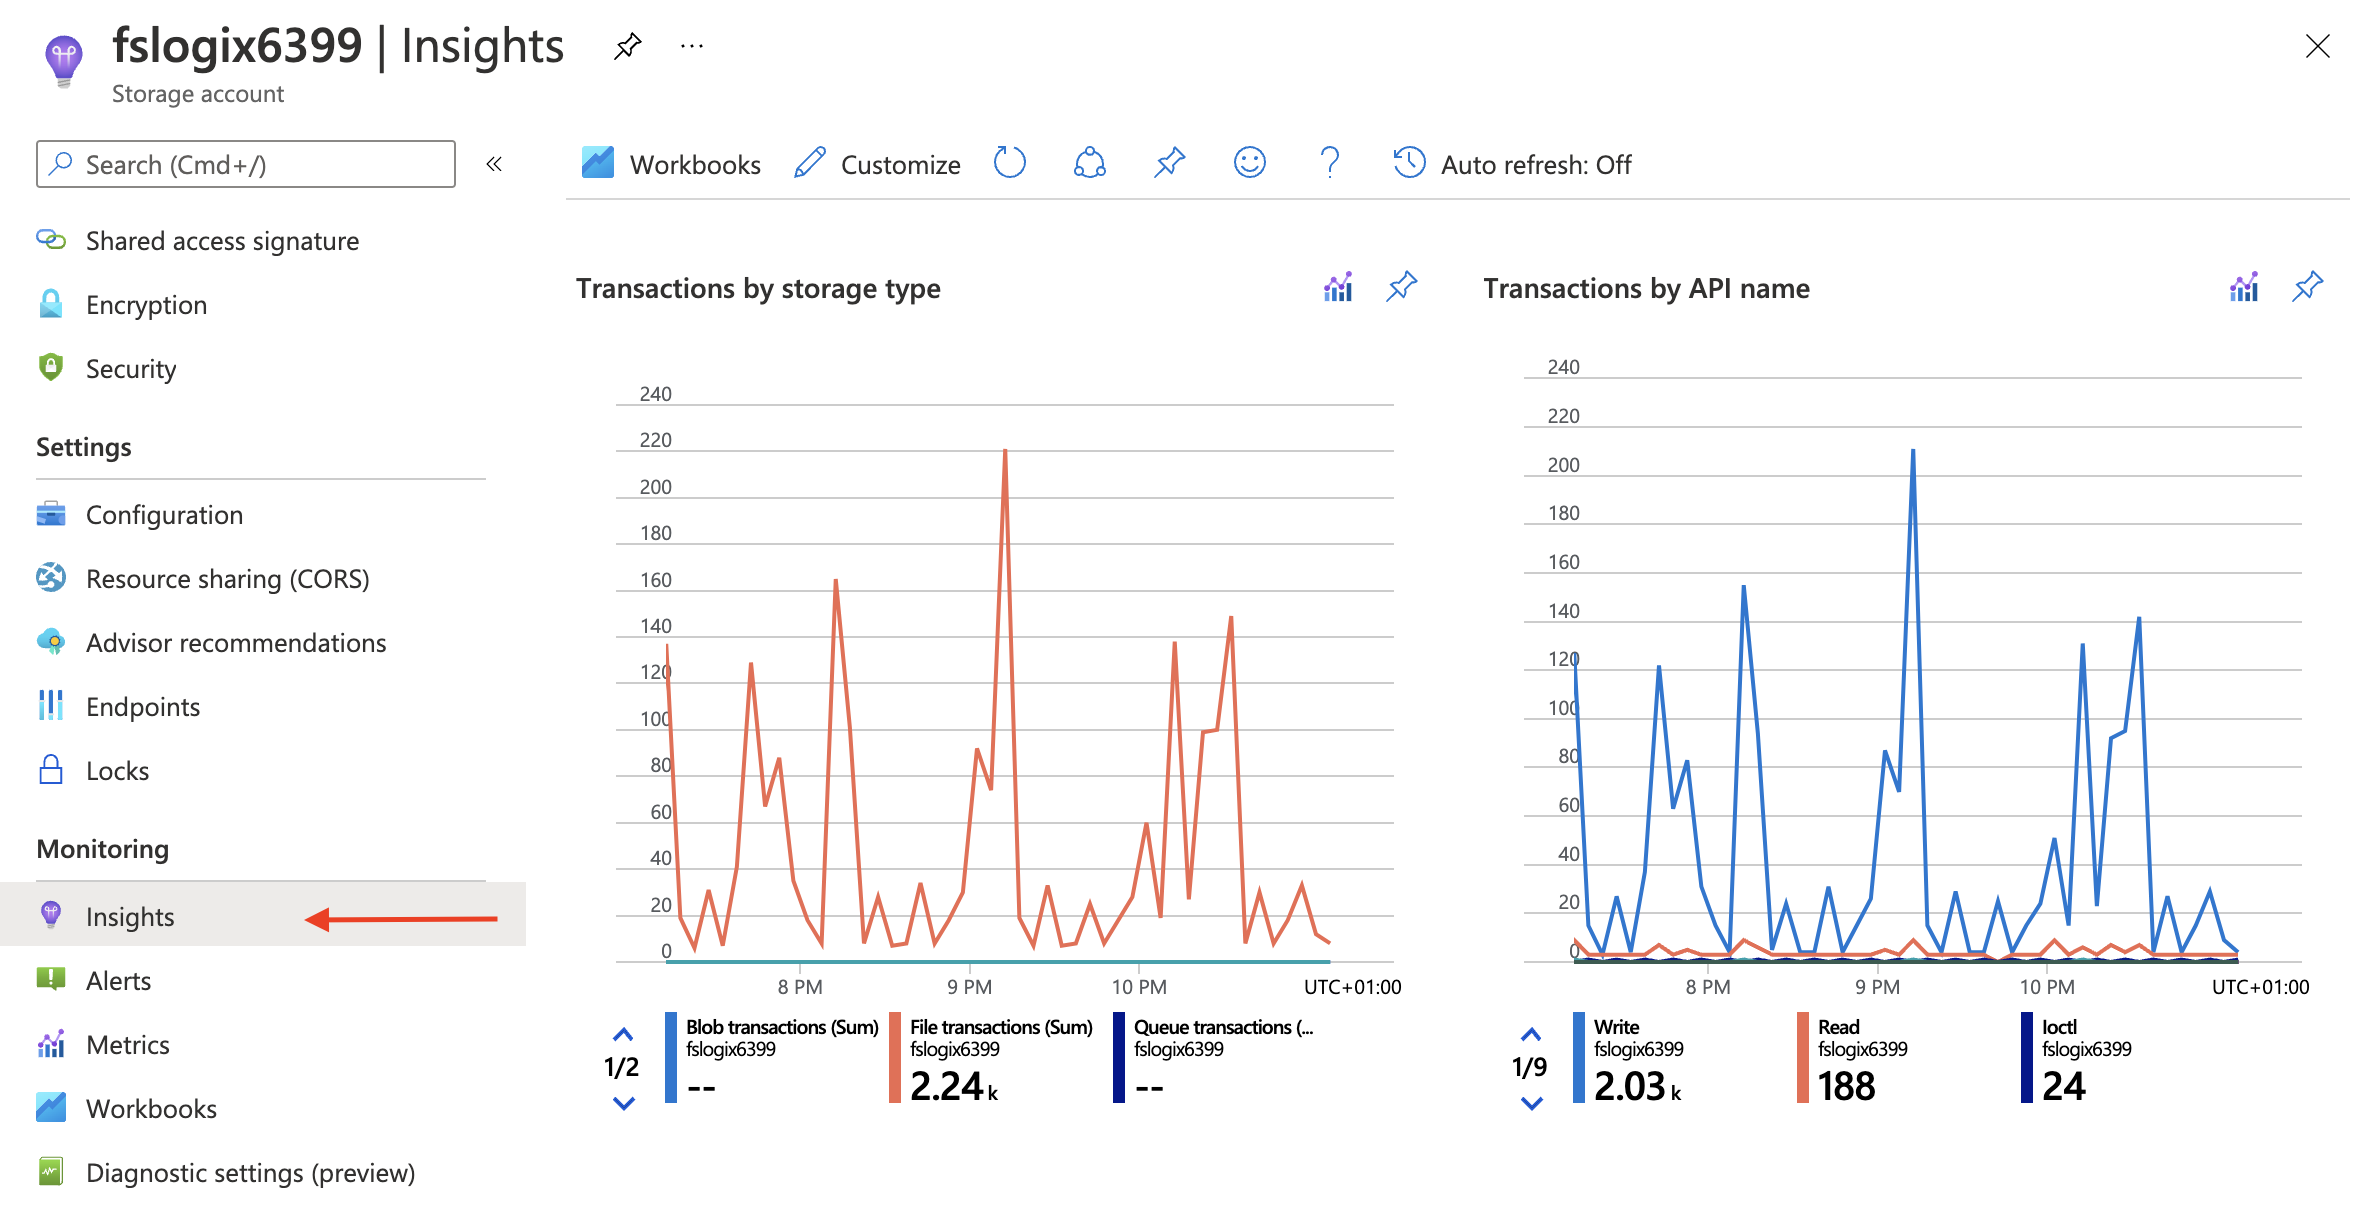 fslogix6399 | Insights
...
Storage account
Search (Cmd+/)
«
Shared access signature
Encryption
Security
Settings
Configuration
Resource sharing (CORS)
Advisor recommendations
Endpoints
Locks
Monitoring
Insights
Alerts
Metrics
Workbooks
Diagnostic settings (preview)
Workbooks
Customize
Auto refresh: Off
Transactions by storage type
240
220
200
180
160
140
120
100
80
60
40
20
0
8 PM
9 PM
10 PM
UTC+01:00
1/2
Blob transactions (Sum)
fslogix6399
--
File transactions (Sum)
fslogix6399
2.24 k
Queue transactions (...
fslogix6399
--
Transactions by API name
240
220
200
180
160
140
120
100
80
60
40
20
0
8 PM
9 PM
10 PM
UTC+01:00
1/9
Write
fslogix6399
2.03 k
Read
fslogix6399
188
Ioctl
fslogix6399
24